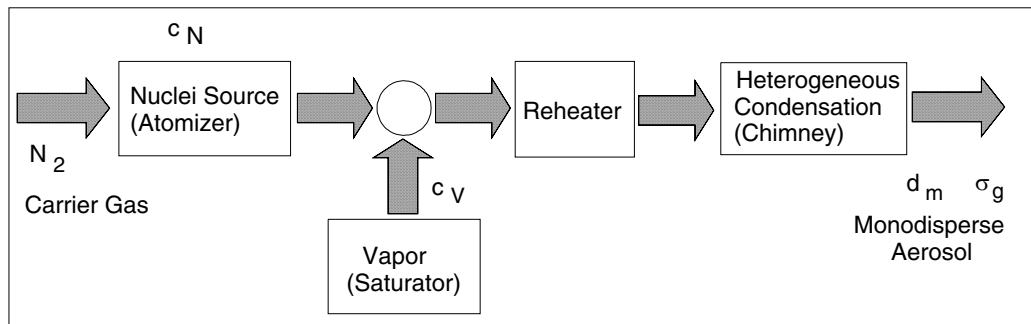 c N
Nuclei Source
(Atomizer)
N 2
Carrier Gas
c V
Vapor
(Saturator)
Reheater
Heterogeneous
Condensation
(Chimney)
d m σ g
Monodisperse
Aerosol